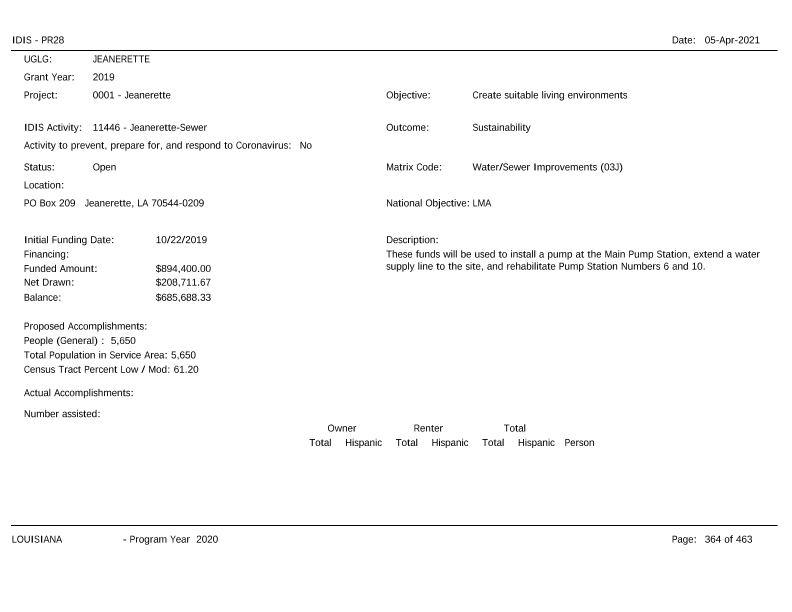 IDIS - PR28 Date: 05-Apr-2021
UGLG: JEANERETTE
Grant Year: 2019
Project: 0001 - Jeanerette Objective: Create suitable living environments
IDIS Activity: 11446 - Jeanerette-Sewer Outcome: Sustainability
Activity to prevent, prepare for, and respond to Coronavirus: No
Status: Open Matrix Code: Water/Sewer Improvements (03J)
Location:
PO Box 209 Jeanerette, LA 70544-0209 National Objective: LMA
Initial Funding Date: 10/22/2019 Description:
Financing: These funds will be used to install a pump at the Main Pump Station, extend a water
Funded Amount: $894,400.00 supply line to the site, and rehabilitate Pump Station Numbers 6 and 10.
Net Drawn: $208,711.67
Balance: $685,688.33
Proposed Accomplishments:
People (General) : 5,650
Total Population in Service Area: 5,650
Census Tract Percent Low / Mod: 61.20
Actual Accomplishments:
Number assisted:
Owner Renter Total
Total Hispanic Total Hispanic Total Hispanic Person
LOUISIANA - Program Year 2020 Page: 364 of 463